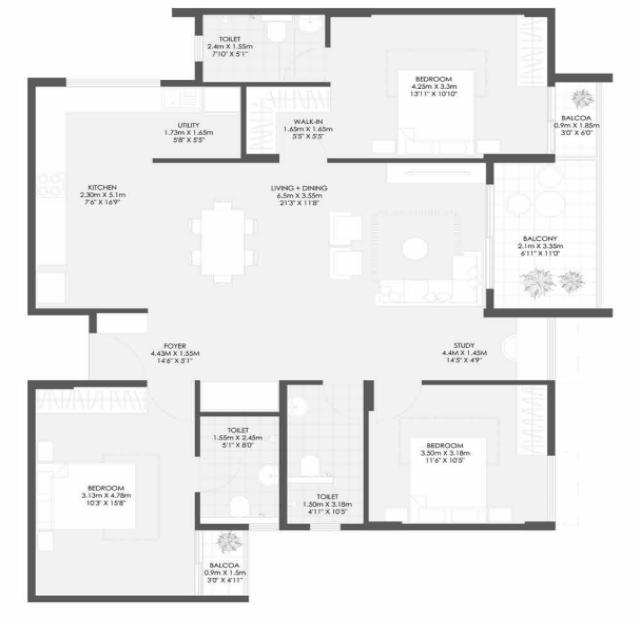 TOILET
2.4m X 1.55m
7'10" X 5'1"
BEDROOM
4.25m X 3.3m
13'11" X 10'10"
BALCOA
0.9m X 1.85m
3'0" X 6'0"
UTILITY
1.73m X 1.65m
5'8" X 5'5"
WALK-IN
1.65m X 1.65m
5'5" X 5'5"
KITCHEN
2.30m X 5.1m
7'6" X 16'9"
LIVING + DINING
6.5m X 3.55m
21'3" X 11'8"
BALCONY
2.1m X 3.35m
6'11" X 11'0"
FOYER
4.43m X 1.55m
14'6" X 5'1"
STUDY
4.4m X 1.45m
14'5" X 4'9"
TOILET
1.55m X 2.45m
5'1" X 8'0"
BEDROOM
3.50m X 3.18m
11'6" X 10'5"
BEDROOM
3.13m X 4.78m
10'3" X 15'8"
TOILET
1.50m X 3.18m
4'11" X 10'5"
BALCOA
0.9m X 1.5m
3'0" X 4'11"